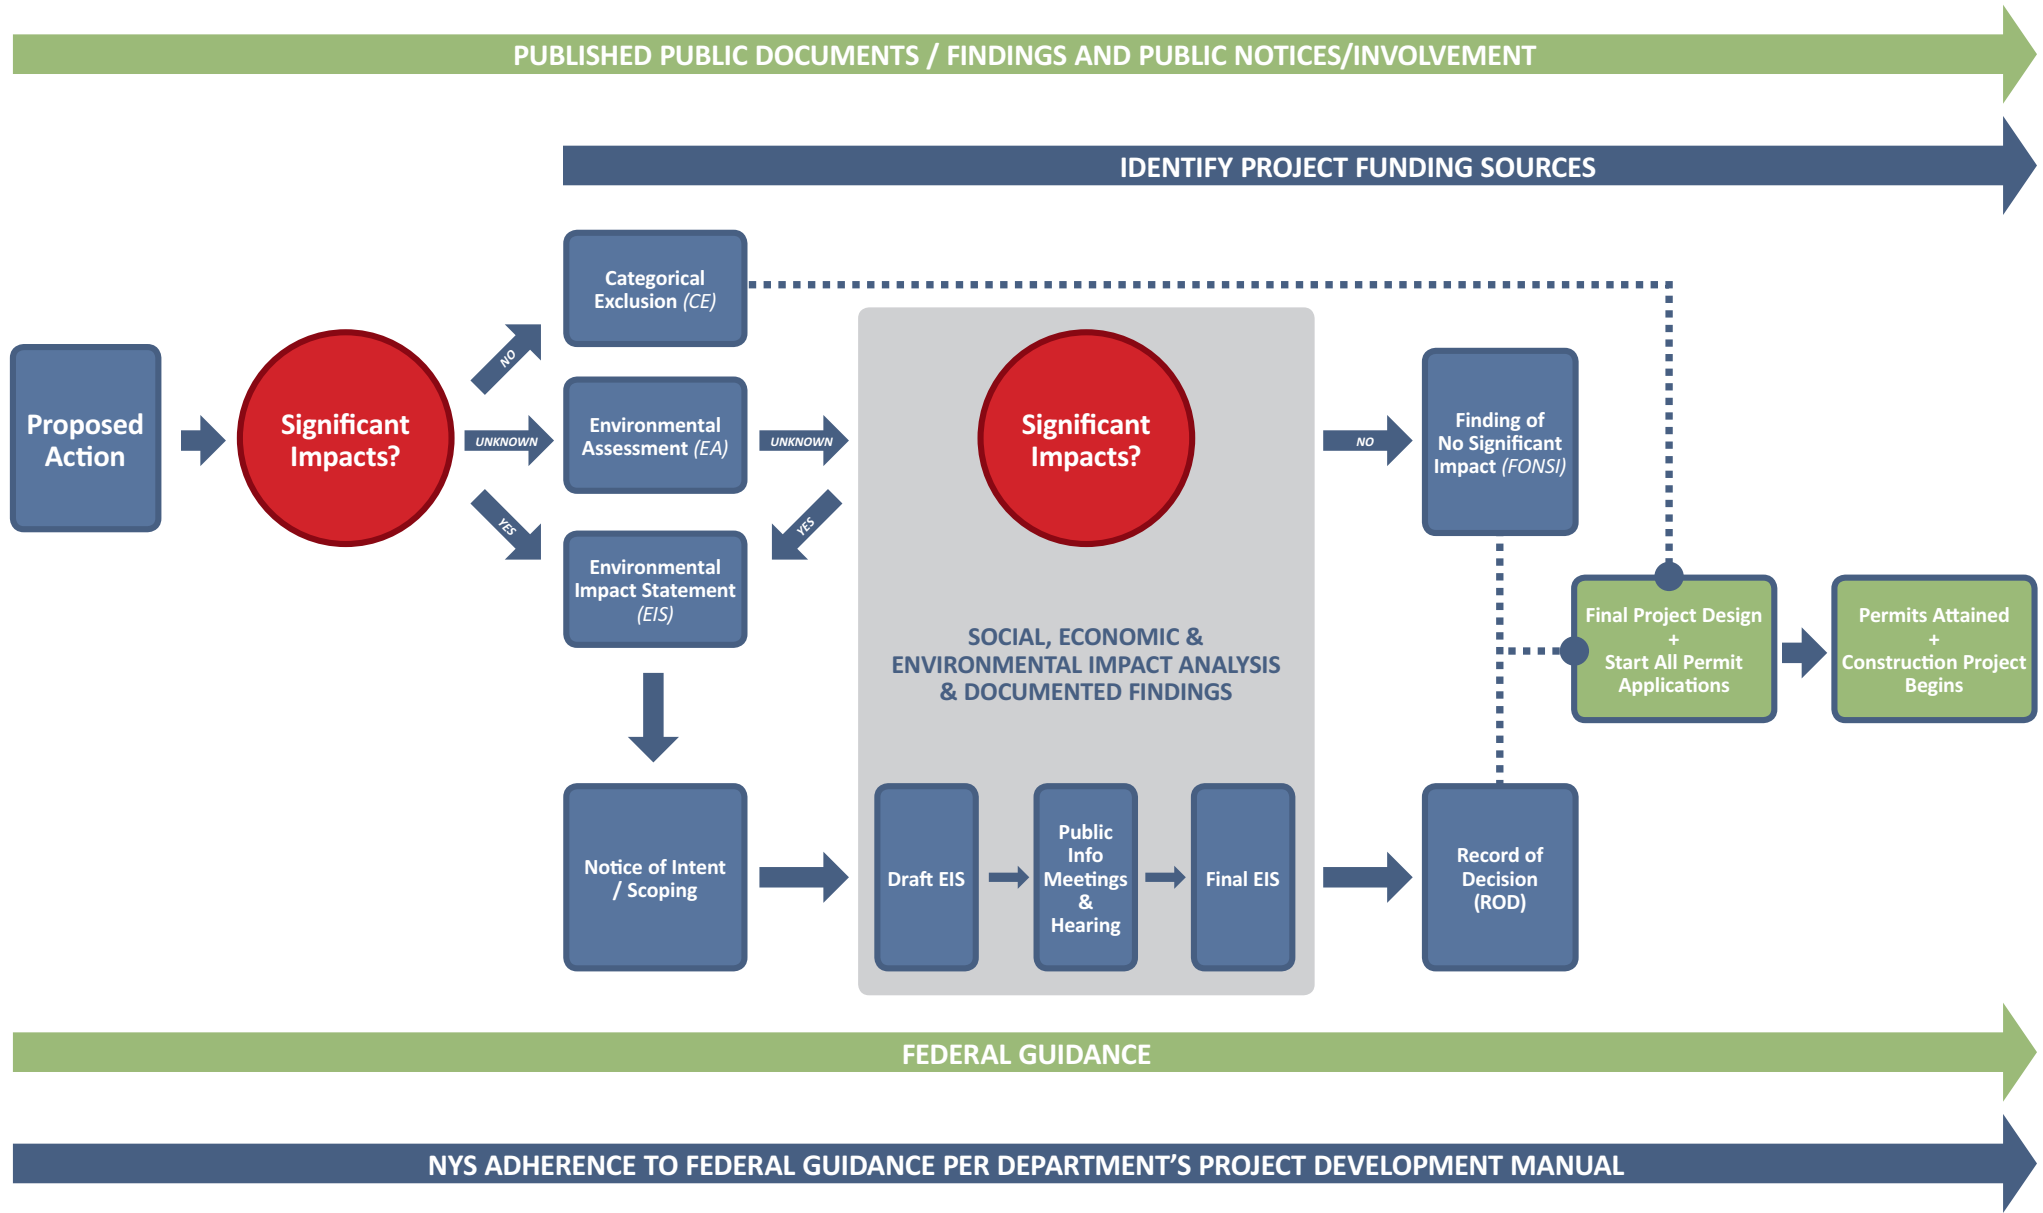 PUBLISHED PUBLIC DOCUMENTS / FINDINGS AND PUBLIC NOTICES/INVOLVEMENT
IDENTIFY PROJECT FUNDING SOURCES
Proposed
Action
Significant
Impacts?
NO
UNKNOWN
YES
Categorical
Exclusion (CE)
Environmental
Assessment (EA)
Environmental
Impact Statement
(EIS)
UNKNOWN
YES
Significant
Impacts?
SOCIAL, ECONOMIC &
ENVIRONMENTAL IMPACT ANALYSIS
& DOCUMENTED FINDINGS
NO
Finding of
No Significant
Impact (FONSI)
Final Project Design
+
Start All Permit
Applications
Permits Attained
+
Construction Project
Begins
Notice of Intent
/ Scoping
Draft EIS
Public
Info
Meetings
&
Hearing
Final EIS
Record of
Decision
(ROD)
FEDERAL GUIDANCE
NYS ADHERENCE TO FEDERAL GUIDANCE PER DEPARTMENT’S PROJECT DEVELOPMENT MANUAL